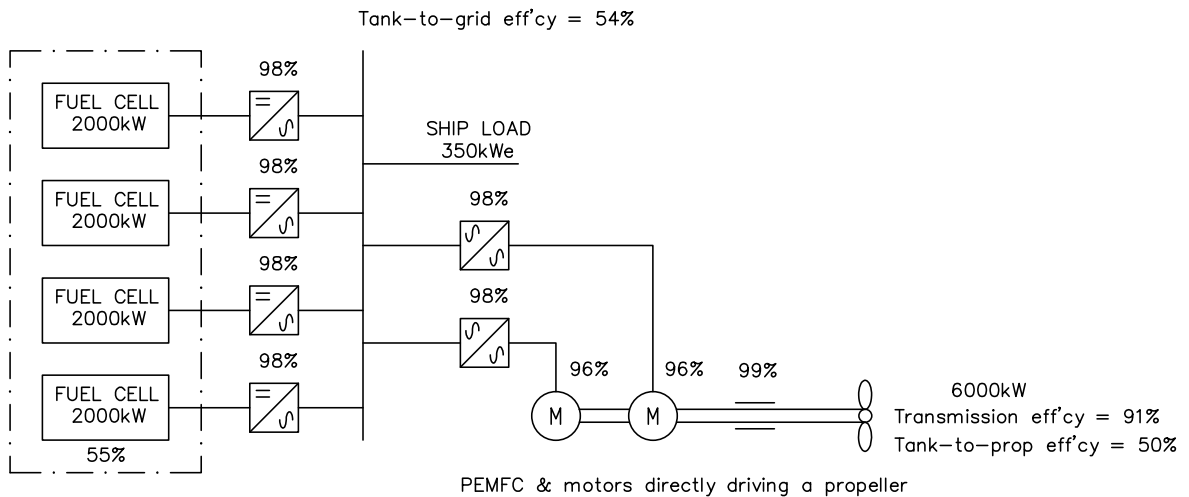 Tank-to-grid eff'cy = 54%
98%
FUEL CELL
2000kW
SHIP LOAD
350kWe
98%
FUEL CELL
2000kW
98%
98%
FUEL CELL
2000kW
98%
98%
FUEL CELL
2000kW
55%
96%
96%
99%
M
M
6000kW
Transmission eff'cy = 91%
Tank-to-prop eff'cy = 50%
PEMFC & motors directly driving a propeller